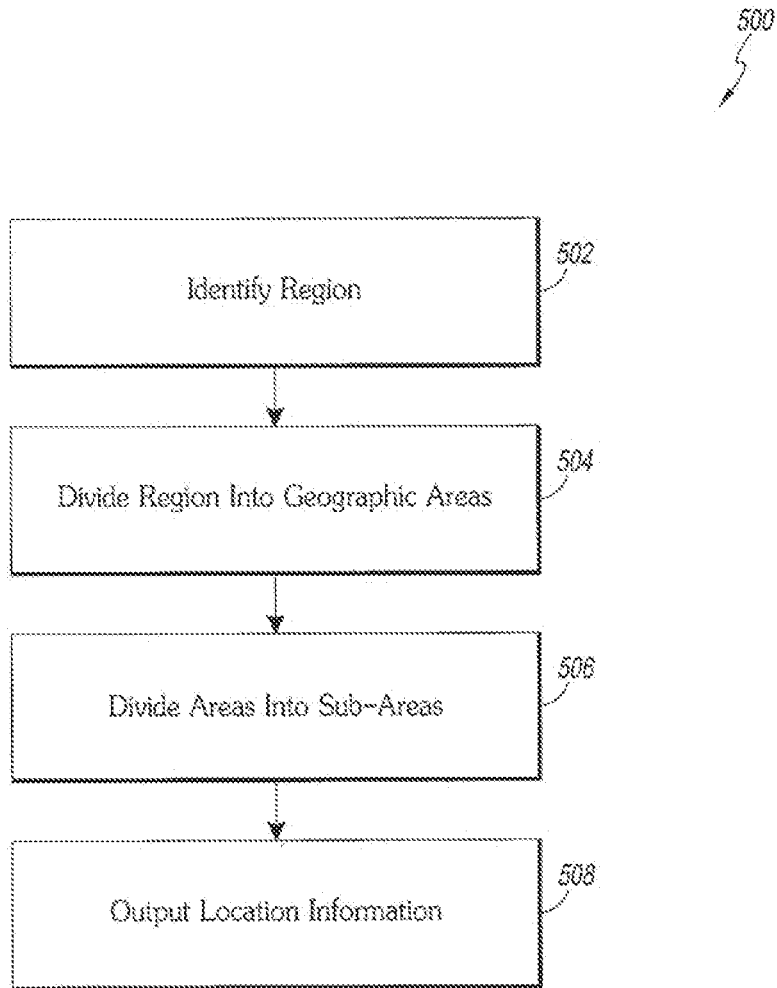 500
Identify Region
502
Divide Region Into Geographic Areas
504
Divide Areas Into Sub-Areas
506
Output Location Information
508